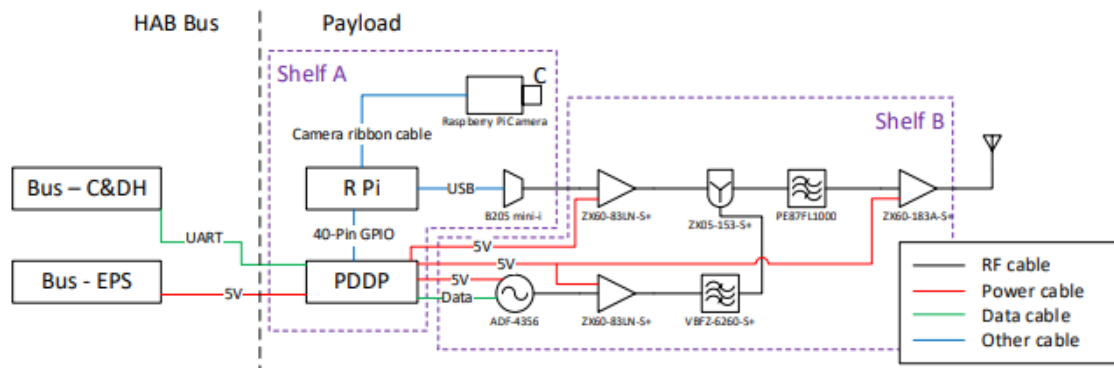 HAB Bus
Payload
Shelf A
C
Raspberry Pi Camera
Shelf B
Camera ribbon cable
Bus – C&DH
R Pi
USB
B205 mini-i
ZX60-83LN-S+
ZX05-153-S+
PE87FL1000
ZX60-183A-S+
UART
40-Pin GPIO
5V
5V
Bus - EPS
5V
PDDP
5V
Data
ADF-4356
ZX60-83LN-S+
VBFZ-6260-S+
RF cable
Power cable
Data cable
Other cable